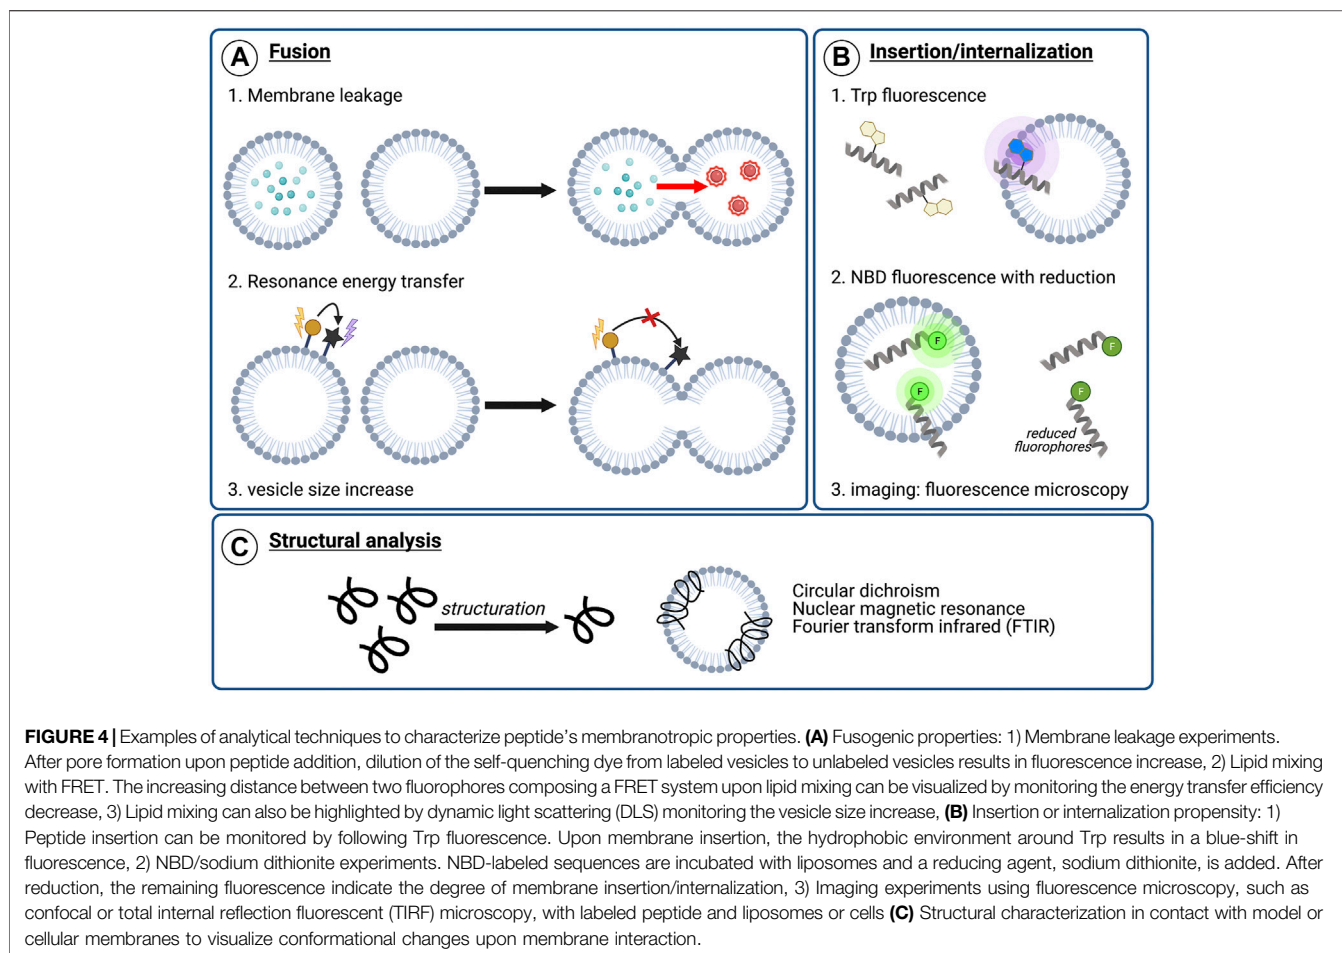 A Fusion
1. Membrane leakage
2. Resonance energy transfer
3. vesicle size increase
B Insertion/internalization
1. Trp fluorescence
2. NBD fluorescence with reduction
F
F
F
F
reduced
fluorophores
3. imaging: fluorescence microscopy
C Structural analysis
structuration
Circular dichroism
Nuclear magnetic resonance
Fourier transform infrared (FTIR)
FIGURE 4 | Examples of analytical techniques to characterize peptide's membranotropic properties. (A) Fusogenic properties: 1) Membrane leakage experiments.
After pore formation upon peptide addition, dilution of the self-quenching dye from labeled vesicles to unlabeled vesicles results in fluorescence increase, 2) Lipid mixing
with FRET. The increasing distance between two fluorophores composing a FRET system upon lipid mixing can be visualized by monitoring the energy transfer efficiency
decrease, 3) Lipid mixing can also be highlighted by dynamic light scattering (DLS) monitoring the vesicle size increase, (B) Insertion or internalization propensity: 1)
Peptide insertion can be monitored by following Trp fluorescence. Upon membrane insertion, the hydrophobic environment around Trp results in a blue-shift in
fluorescence, 2) NBD/sodium dithionite experiments. NBD-labeled sequences are incubated with liposomes and a reducing agent, sodium dithionite, is added. After
reduction, the remaining fluorescence indicate the degree of membrane insertion/internalization, 3) Imaging experiments using fluorescence microscopy, such as
confocal or total internal reflection fluorescent (TIRF) microscopy, with labeled peptide and liposomes or cells (C) Structural characterization in contact with model or
cellular membranes to visualize conformational changes upon membrane interaction.